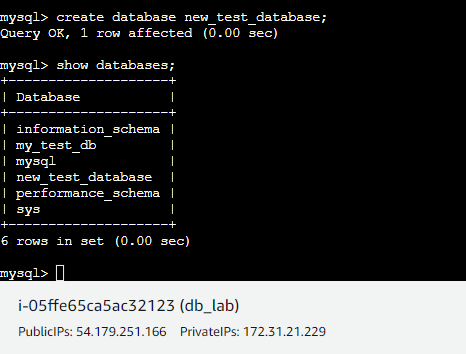 mysql> create database new_test_database;
Query OK, 1 row affected (0.00 sec)

mysql> show databases;
+--------------------+
| Database           |
+--------------------+
| information_schema |
| my_test_db         |
| mysql              |
| new_test_database  |
| performance_schema |
| sys                |
+--------------------+
6 rows in set (0.00 sec)

mysql>
i-05ffe65ca5ac32123 (db_lab)
PublicIPs: 54.179.251.166 PrivateIPs: 172.31.21.229